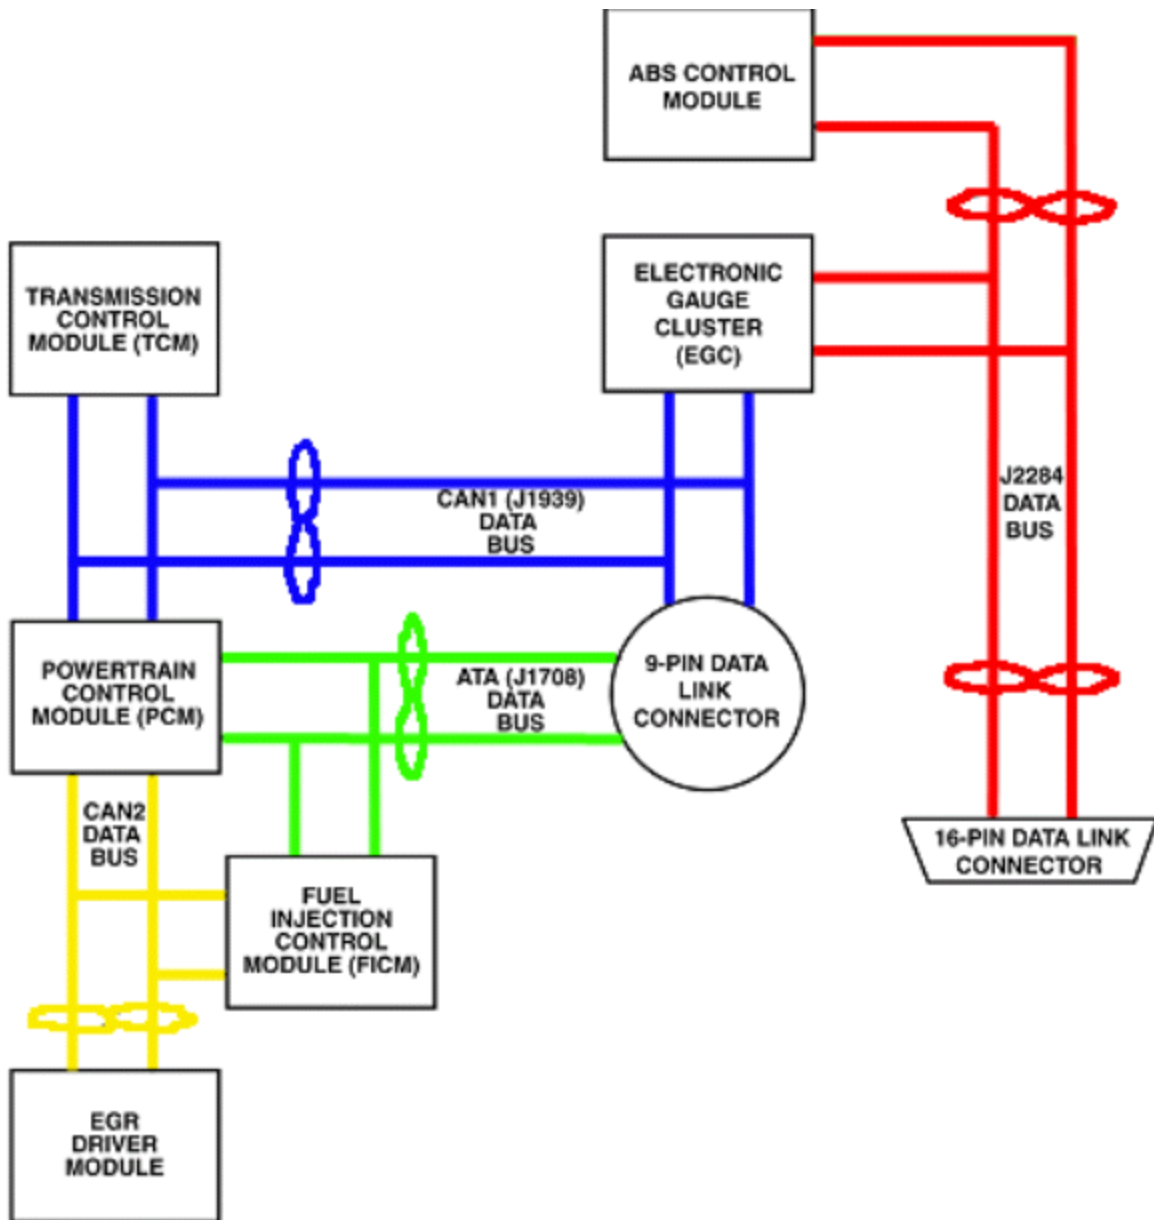 ABS CONTROL
MODULE
TRANSMISSION
CONTROL
MODULE (TCM)
ELECTRONIC
GAUGE
CLUSTER
(EGC)
CAN1 (J1939)
DATA
BUS
J2284
DATA
BUS
POWERTRAIN
CONTROL
MODULE (PCM)
ATA (J1708)
DATA
BUS
9-PIN DATA
LINK
CONNECTOR
CAN2
DATA
BUS
16-PIN DATA LINK
CONNECTOR
FUEL
INJECTION
CONTROL
MODULE (FICM)
EGR
DRIVER
MODULE